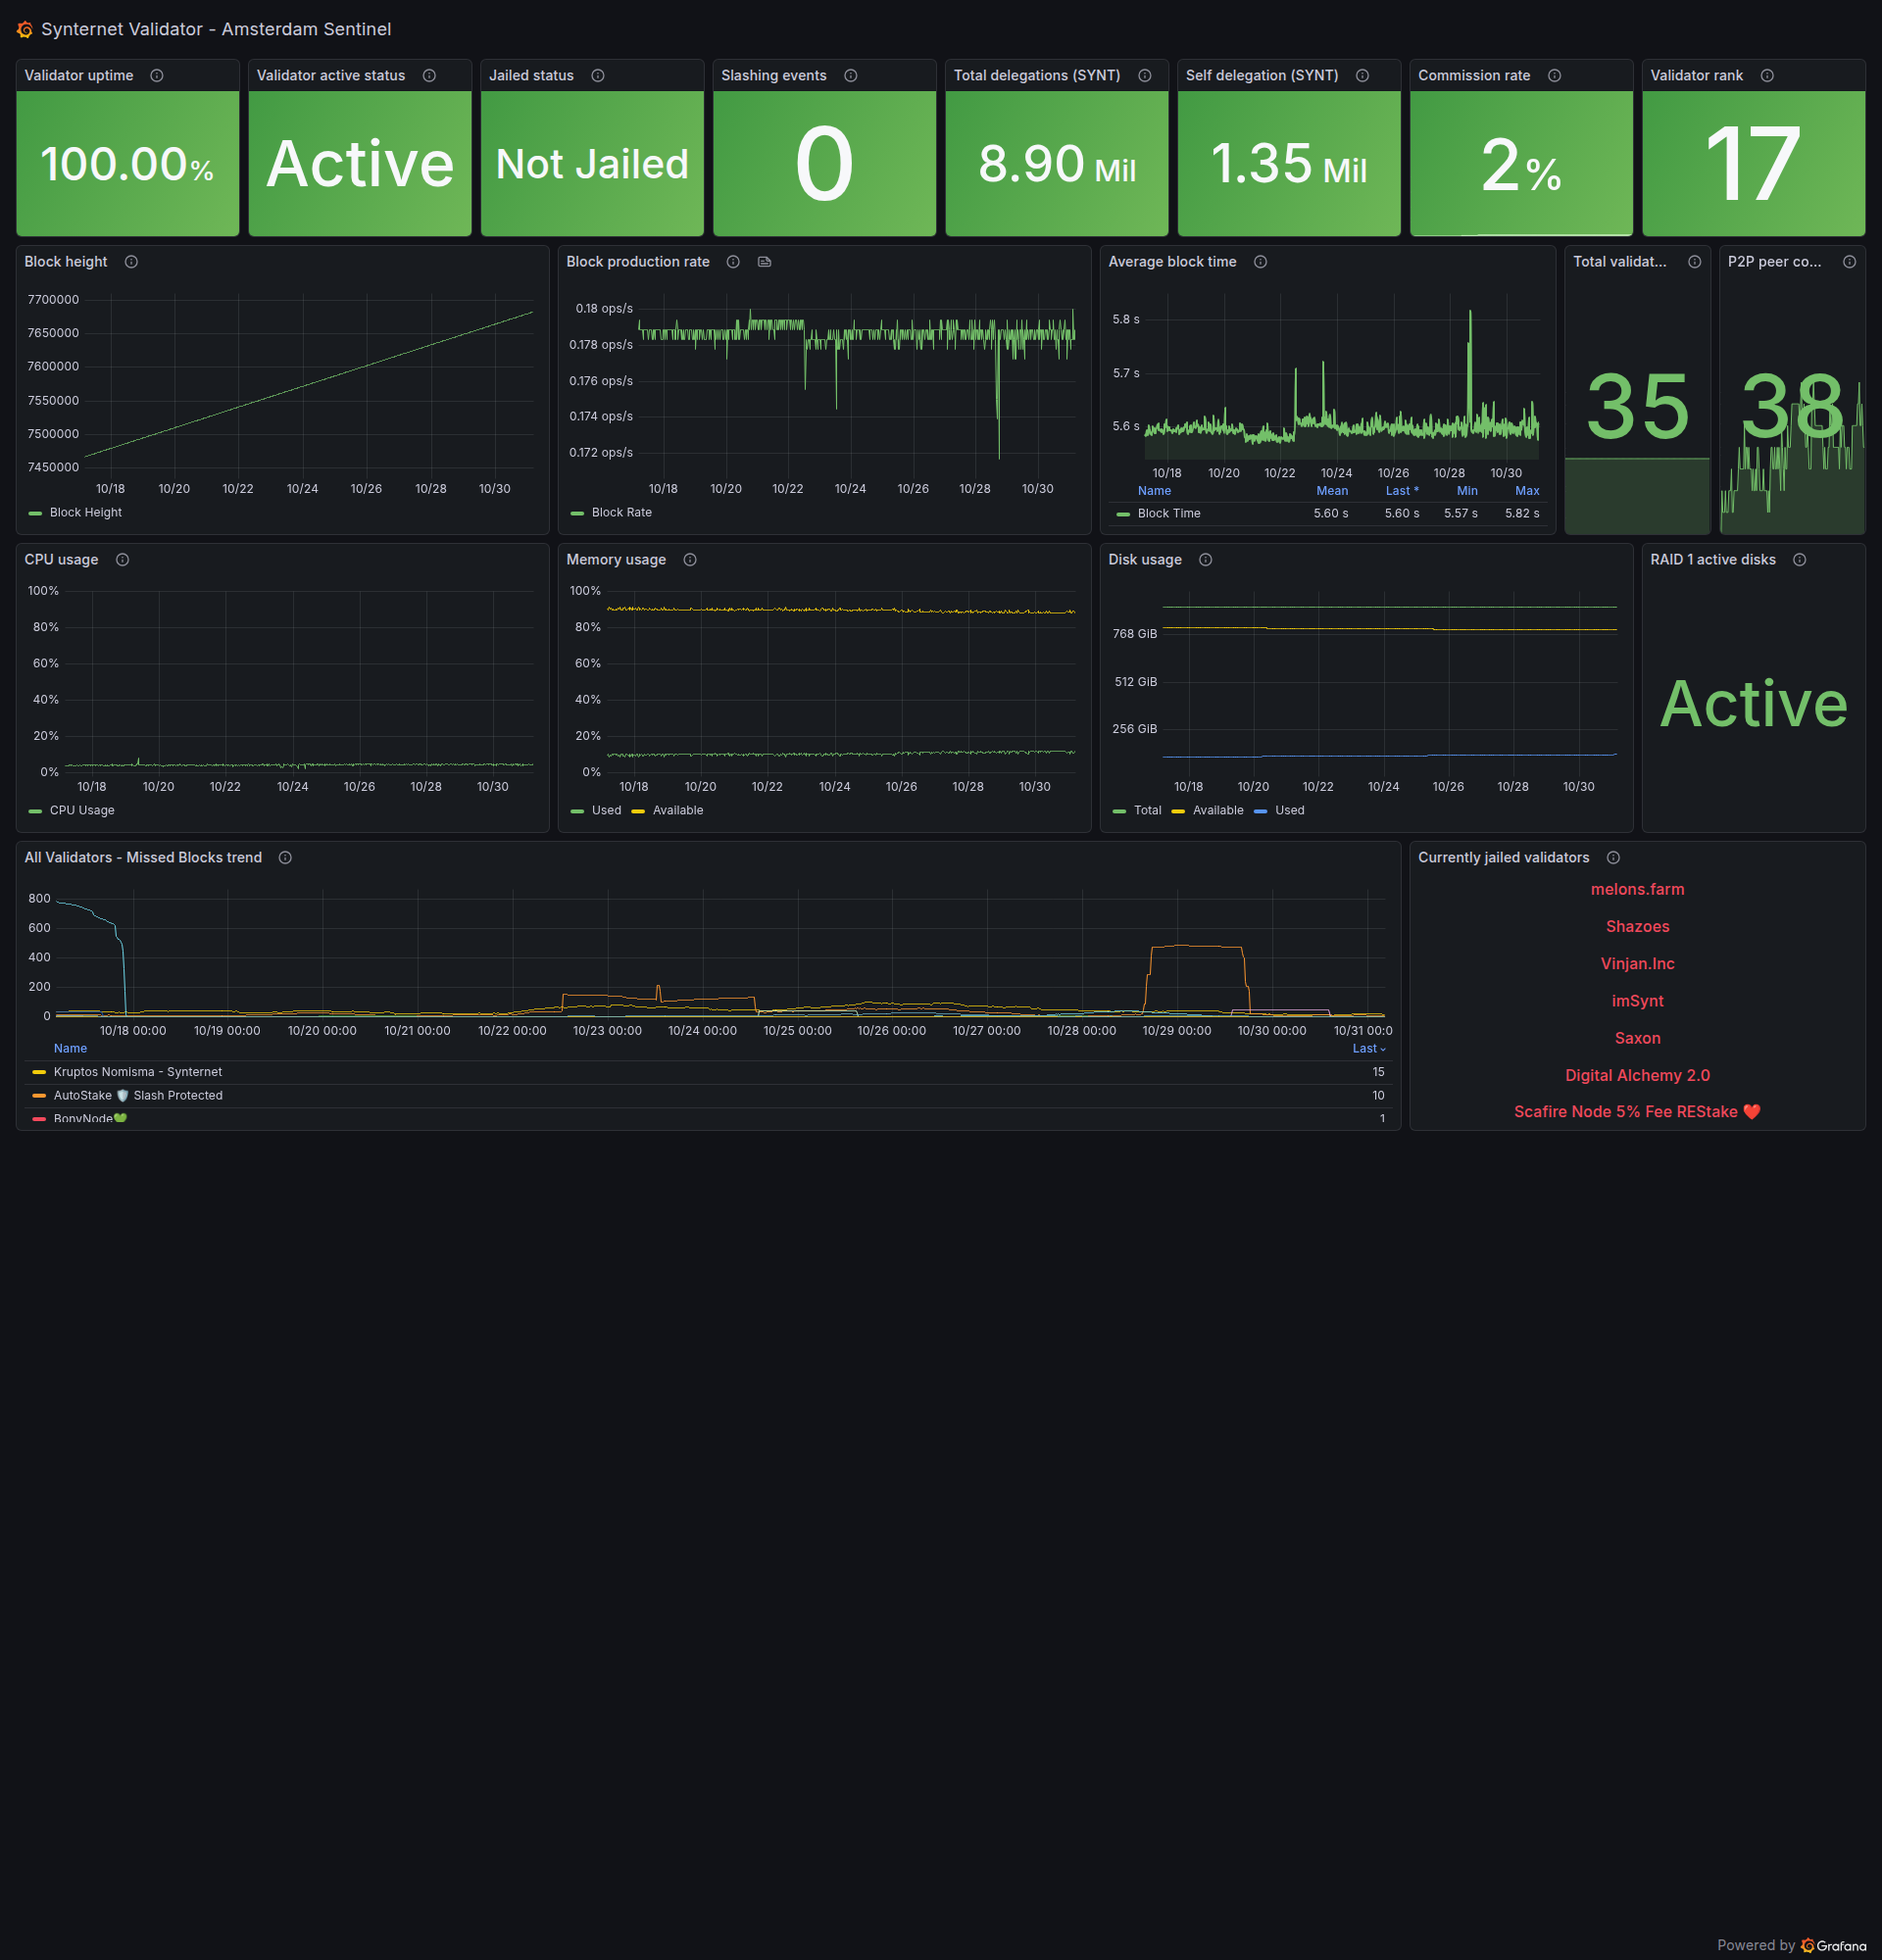 Synternet Validator - Amsterdam Sentinel
Validator uptime
100.00%
Validator active status
Active
Jailed status
Not Jailed
Slashing events
0
Total delegations (SYNT)
8.90 Mil
Self delegation (SYNT)
1.35 Mil
Commission rate
2%
Validator rank
17
Block height
7700000
7650000
7600000
7550000
7500000
7450000
10/18 10/20 10/22 10/24 10/26 10/28 10/30
Block Height
Block production rate
0.18 ops/s
0.178 ops/s
0.176 ops/s
0.174 ops/s
0.172 ops/s
10/18 10/20 10/22 10/24 10/26 10/28 10/30
Block Rate
Average block time
5.8 s
5.7 s
5.6 s
10/18 10/20 10/22 10/24 10/26 10/28 10/30
Name Mean Last * Min Max
Block Time 5.60 s 5.60 s 5.57 s 5.82 s
Total validat...
35
P2P peer co...
38
CPU usage
100%
80%
60%
40%
20%
0%
10/18 10/20 10/22 10/24 10/26 10/28 10/30
CPU Usage
Memory usage
100%
80%
60%
40%
20%
0%
10/18 10/20 10/22 10/24 10/26 10/28 10/30
Used Available
Disk usage
768 GiB
512 GiB
256 GiB
10/18 10/20 10/22 10/24 10/26 10/28 10/30
Total Available Used
RAID 1 active disks
Active
All Validators - Missed Blocks trend
800
600
400
200
0
10/18 00:00 10/19 00:00 10/20 00:00 10/21 00:00 10/22 00:00 10/23 00:00 10/24 00:00 10/25 00:00 10/26 00:00 10/27 00:00 10/28 00:00 10/29 00:00 10/30 00:00 10/31 00:0
Name Last
Kruptos Nomisma - Synternet 15
AutoStake 🛡️ Slash Protected 10
BonyNode💚 1
Currently jailed validators
melons.farm
Shazoes
Vinjan.Inc
imSynt
Saxon
Digital Alchemy 2.0
Scafire Node 5% Fee REStake ❤️
Powered by Grafana